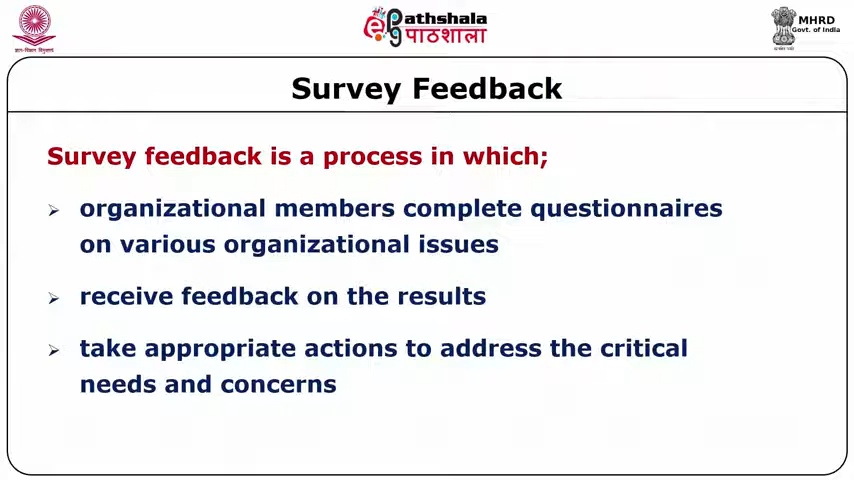 Pathshala
पाठशाला
MHRD
Govt. of India
Survey Feedback
Survey feedback is a process in which;
organizational members complete questionnaires
on various organizational issues
receive feedback on the results
take appropriate actions to address the critical
needs and concerns